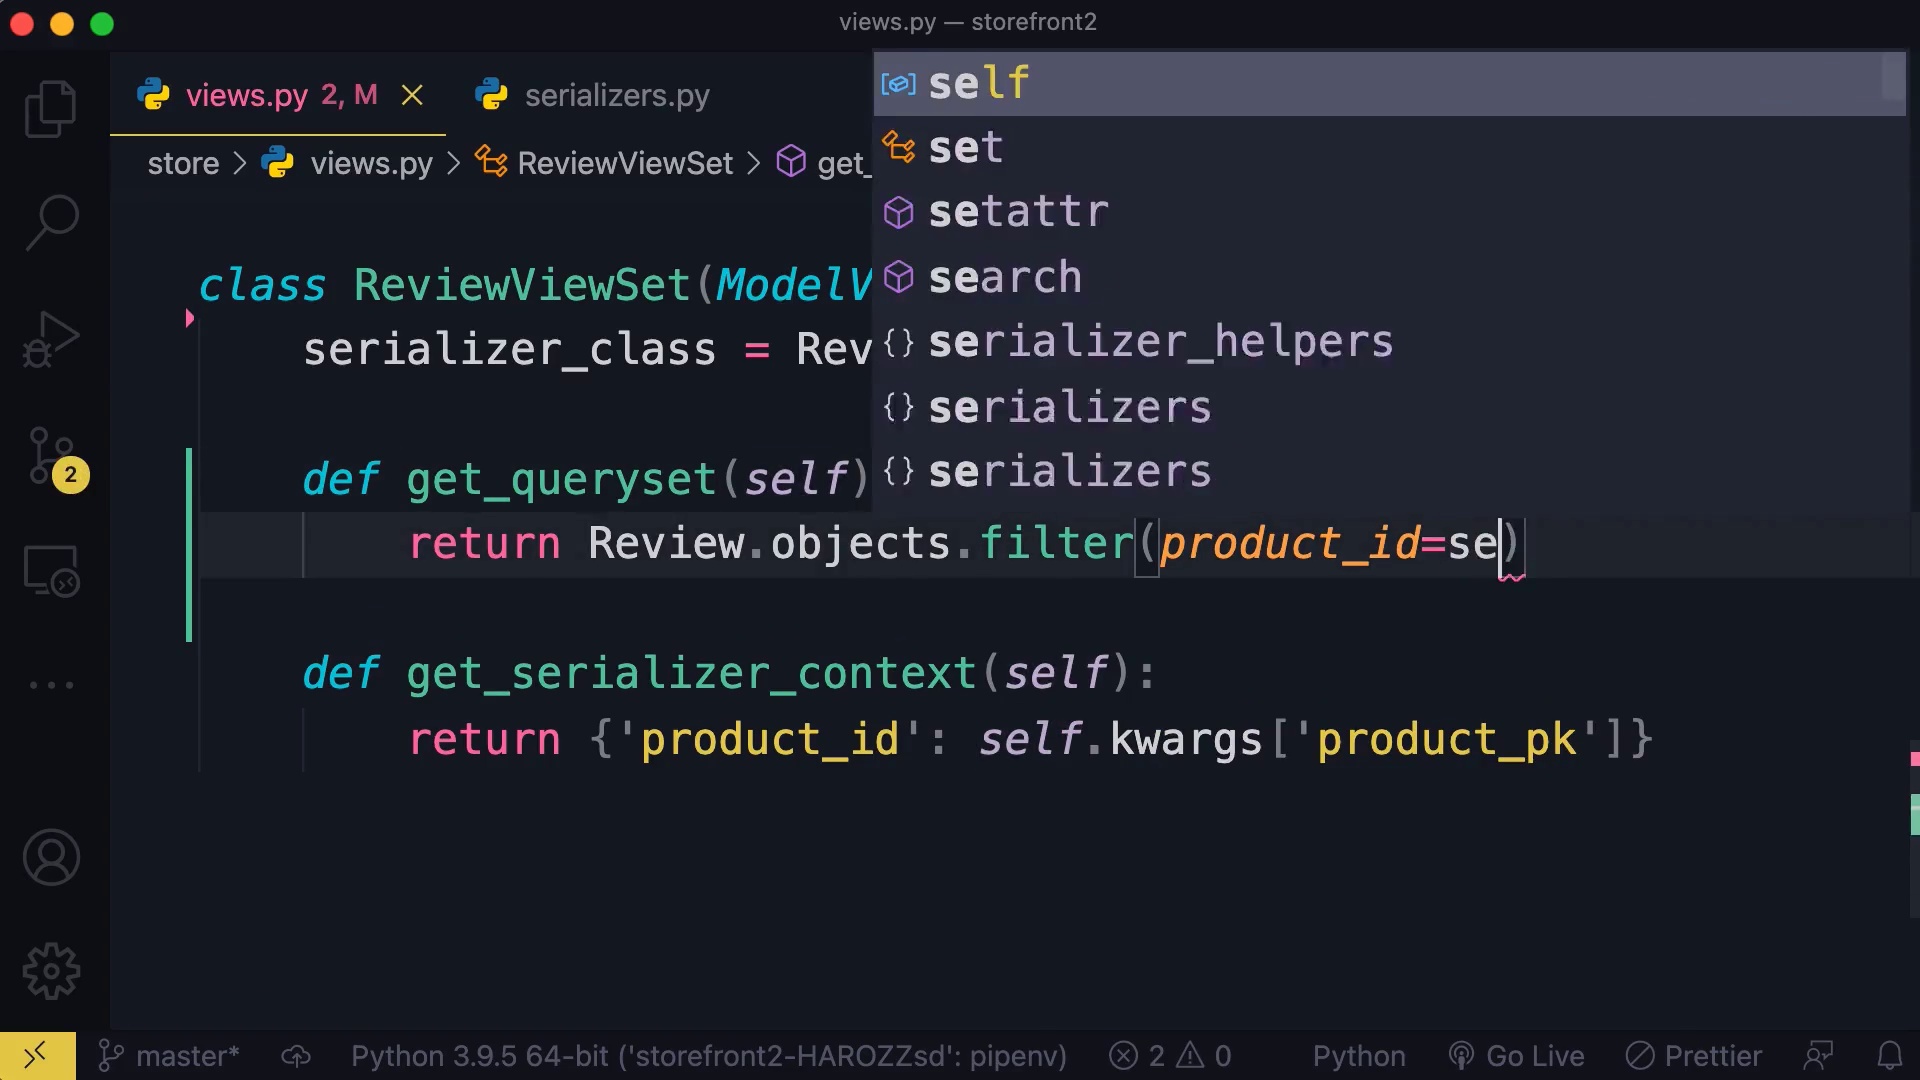 views.py — storefront2
views.py 2, M
serializers.py
store > views.py > ReviewViewSet > get_
self
set
setattr
search
serializer_helpers
serializers
serializers
class ReviewViewSet(ModelV
serializer_class = Rev
def get_queryset(self)
return Review.objects.filter(product_id=se)
def get_serializer_context(self):
return {'product_id': self.kwargs['product_pk']}
2
master* Python 3.9.5 64-bit ('storefront2-HAROZZsd': pipenv) 2 0 Python Go Live Prettier